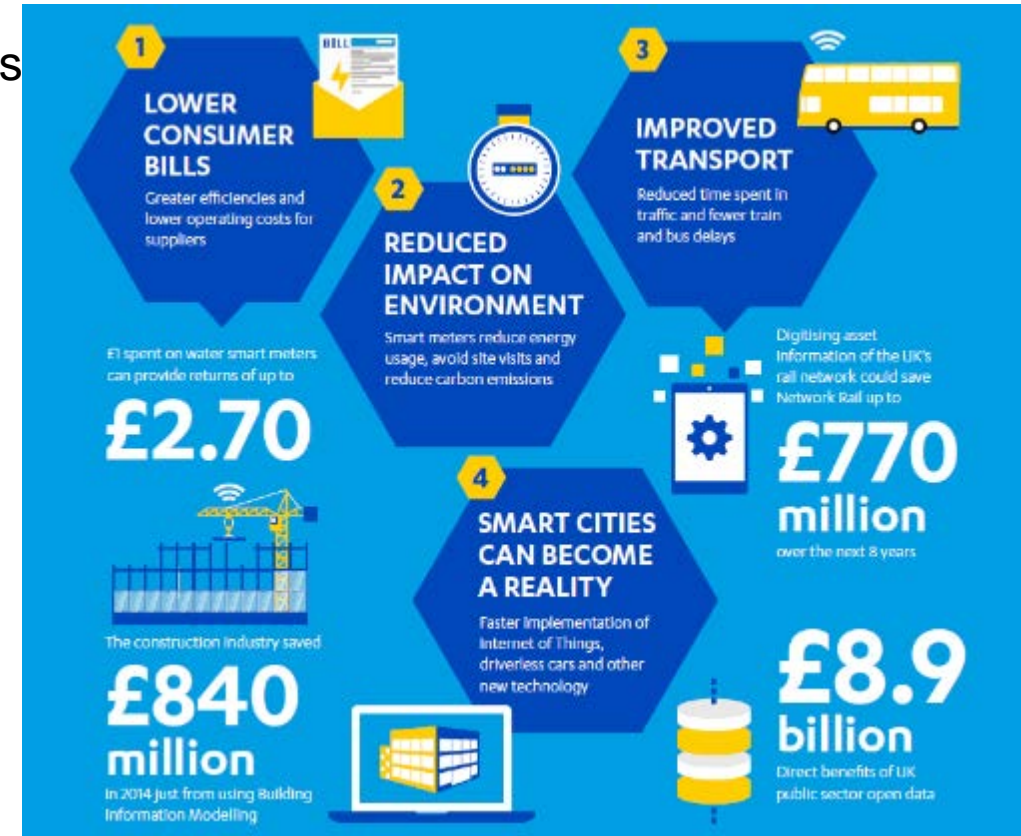 s
1
LOWER
CONSUMER
BILLS
Greater efficiencies and
lower operating costs for
suppliers
BILL
2
REDUCED
IMPACT ON
ENVIRONMENT
Smart meters reduce energy
usage, avoid site visits and
reduce carbon emissions
3
IMPROVED
TRANSPORT
Reduced time spent in
traffic and fewer train
and bus delays
£1 spent on water smart meters
can provide returns of up to
£2.70
Digitising asset
information of the UK's
rail network could save
Network Rail up to
£770
million
over the next 8 years
4
SMART CITIES
CAN BECOME
A REALITY
Faster implementation of
Internet of Things,
driverless cars and other
new technology
The construction industry saved
£840
million
in 2014 just from using Building
Information Modelling
£8.9
billion
Direct benefits of UK
public sector open data